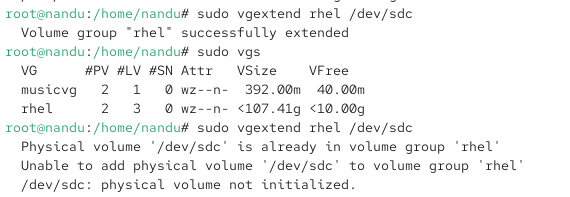 root@nandu:/home/nandu# sudo vgextend rhel /dev/sdc
  Volume group "rhel" successfully extended
root@nandu:/home/nandu# sudo vgs
  VG      #PV #LV #SN Attr   VSize    VFree
  musicvg   2   1   0 wz--n-  392.00m  40.00m
  rhel      2   3   0 wz--n- <107.41g <10.00g
root@nandu:/home/nandu# sudo vgextend rhel /dev/sdc
  Physical volume '/dev/sdc' is already in volume group 'rhel'
  Unable to add physical volume '/dev/sdc' to volume group 'rhel'
  /dev/sdc: physical volume not initialized.